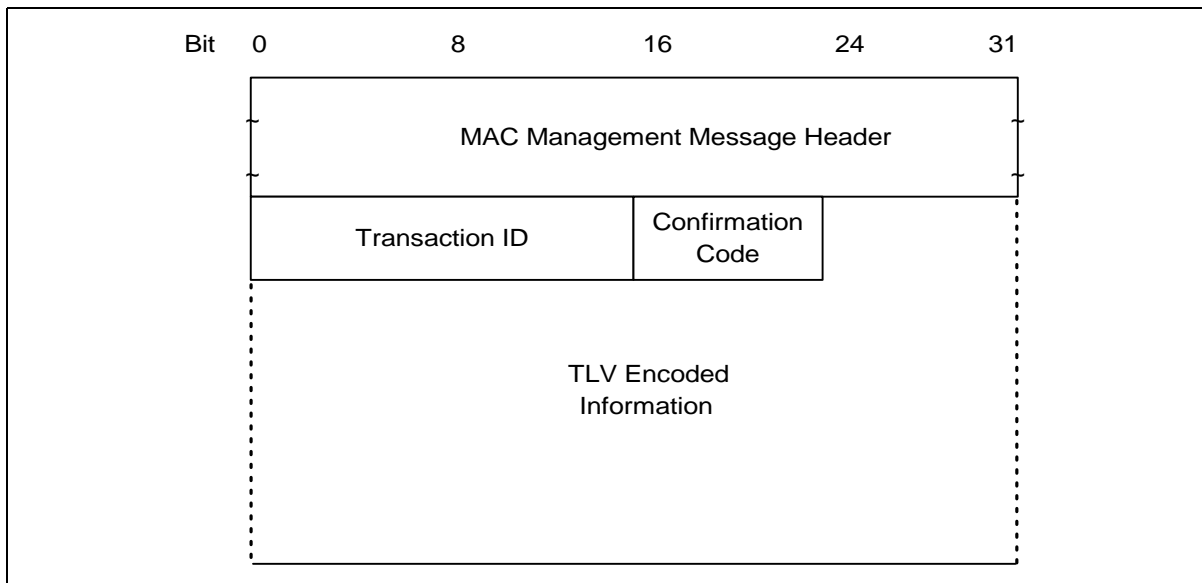 Bit 0 8 16 24 31
MAC Management Message Header
Transaction ID
Confirmation
Code
TLV Encoded
Information